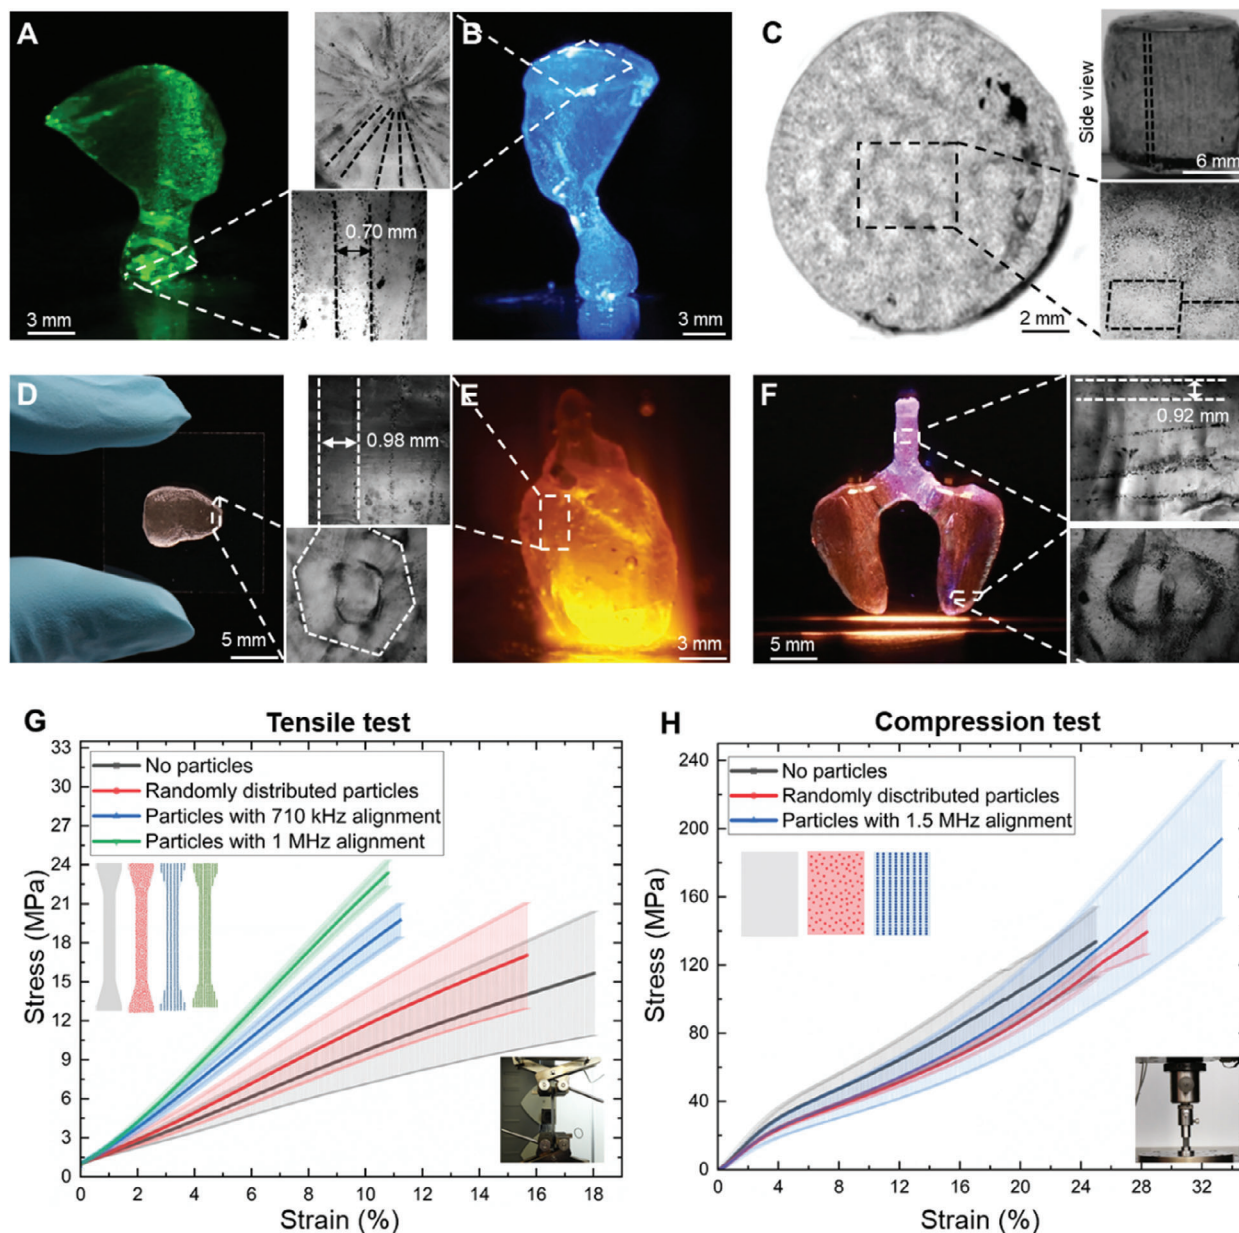 A
B
0.70 mm
3 mm
3 mm
C
Side view
6 mm
2 mm
D
0.98 mm
5 mm
E
3 mm
F
0.92 mm
5 mm
G
Tensile test
No particles
Randomly distributed particles
Particles with 710 kHz alignment
Particles with 1 MHz alignment
Stress (MPa)
33
30
27
24
21
18
15
12
9
6
3
0
0 2 4 6 8 10 12 14 16 18
Strain (%)
H
Compression test
No particles
Randomly disctributed particles
Particles with 1.5 MHz alignment
Stress (MPa)
240
200
160
120
80
40
0
0 4 8 12 16 20 24 28 32
Strain (%)